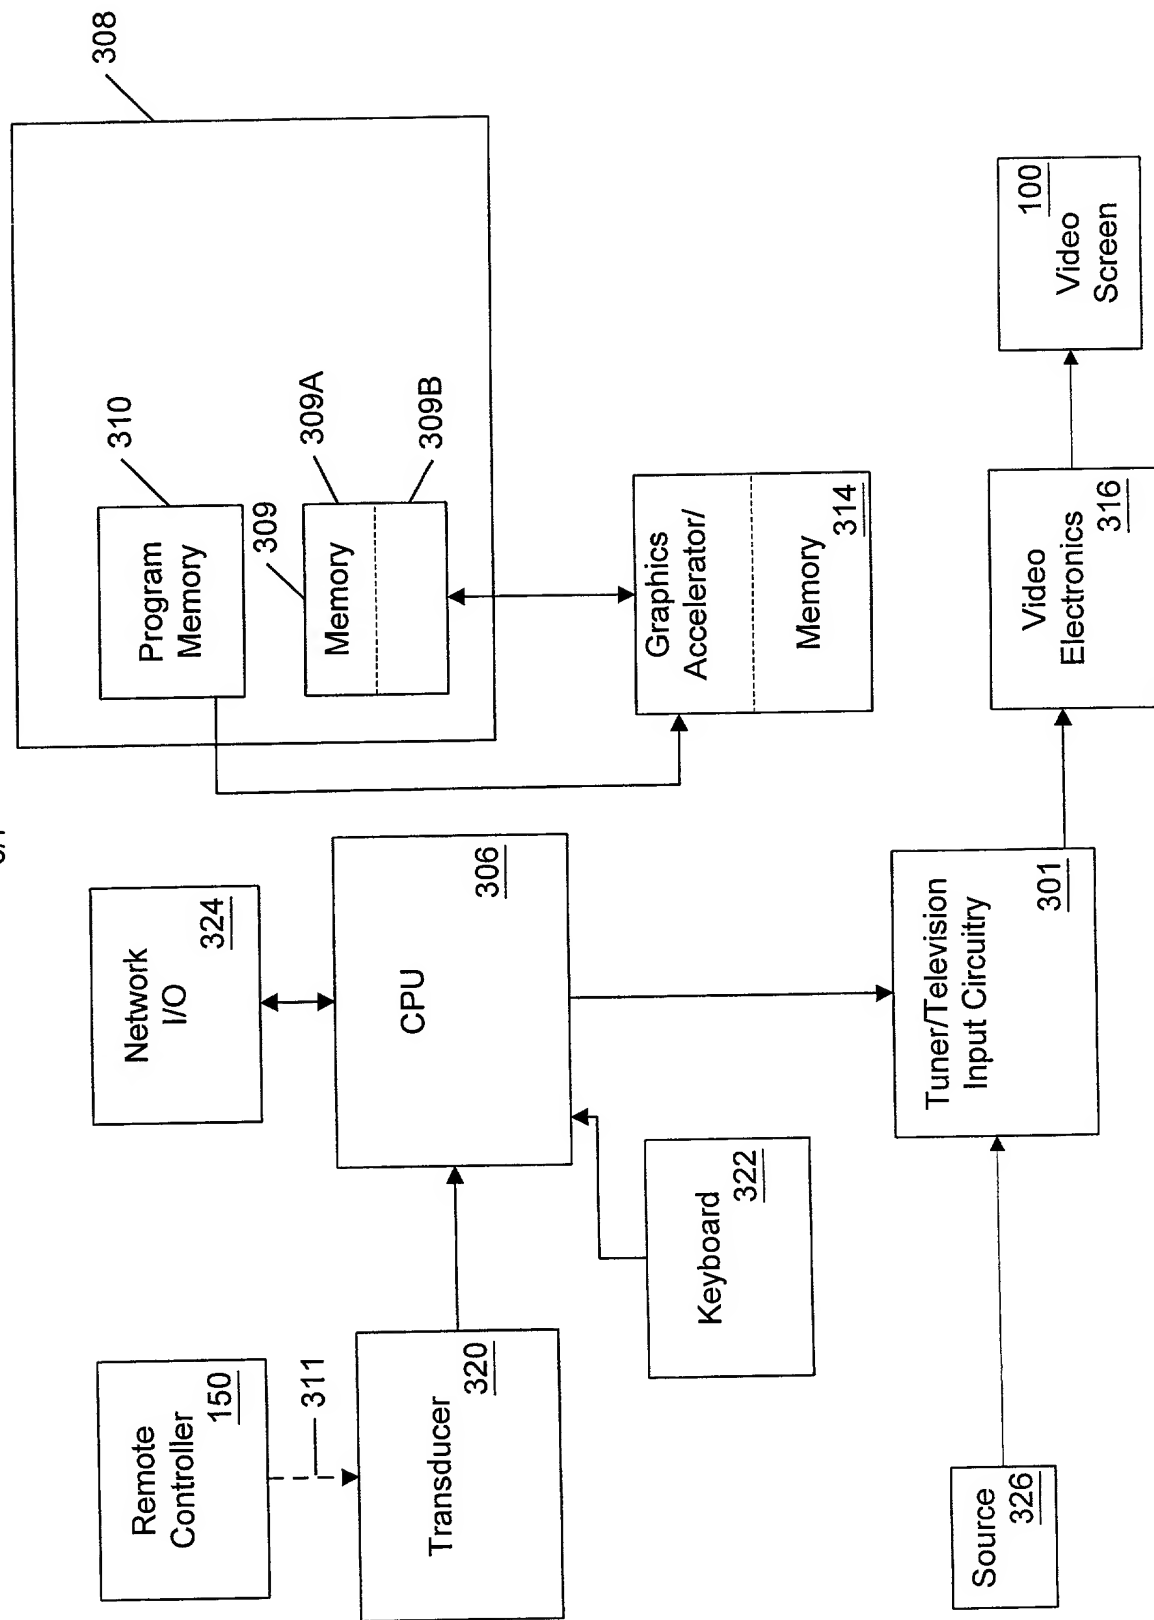 Remote
Controller
150
311
Transducer
320
Network
I/O
324
CPU
306
Keyboard
322
308
Program
Memory
310
309
Memory
309A
309B
Graphics
Accelerator/
Memory
314
Source
326
Tuner/Television
Input Circuitry
301
Video
Electronics
316
100
Video
Screen